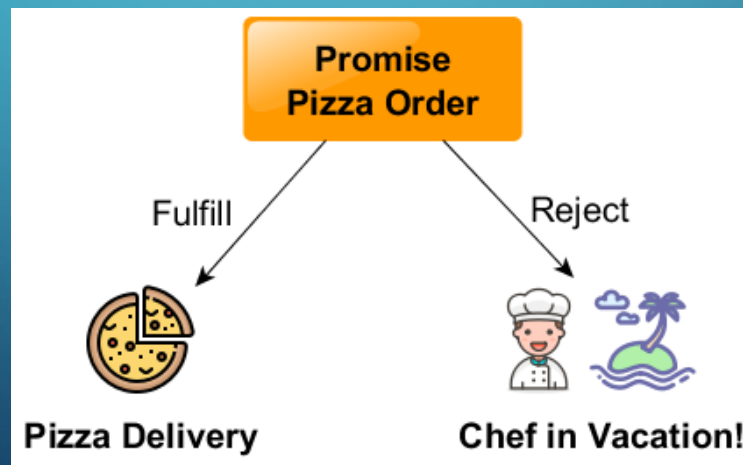 Promise
Pizza Order
Fulfill
Reject
Pizza Delivery
Chef in Vacation!